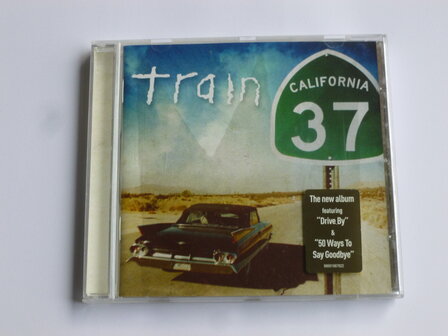 train
CALIFORNIA
37
The new album
featuring
"Drive By"
&
"50 Ways To
Say Goodbye"